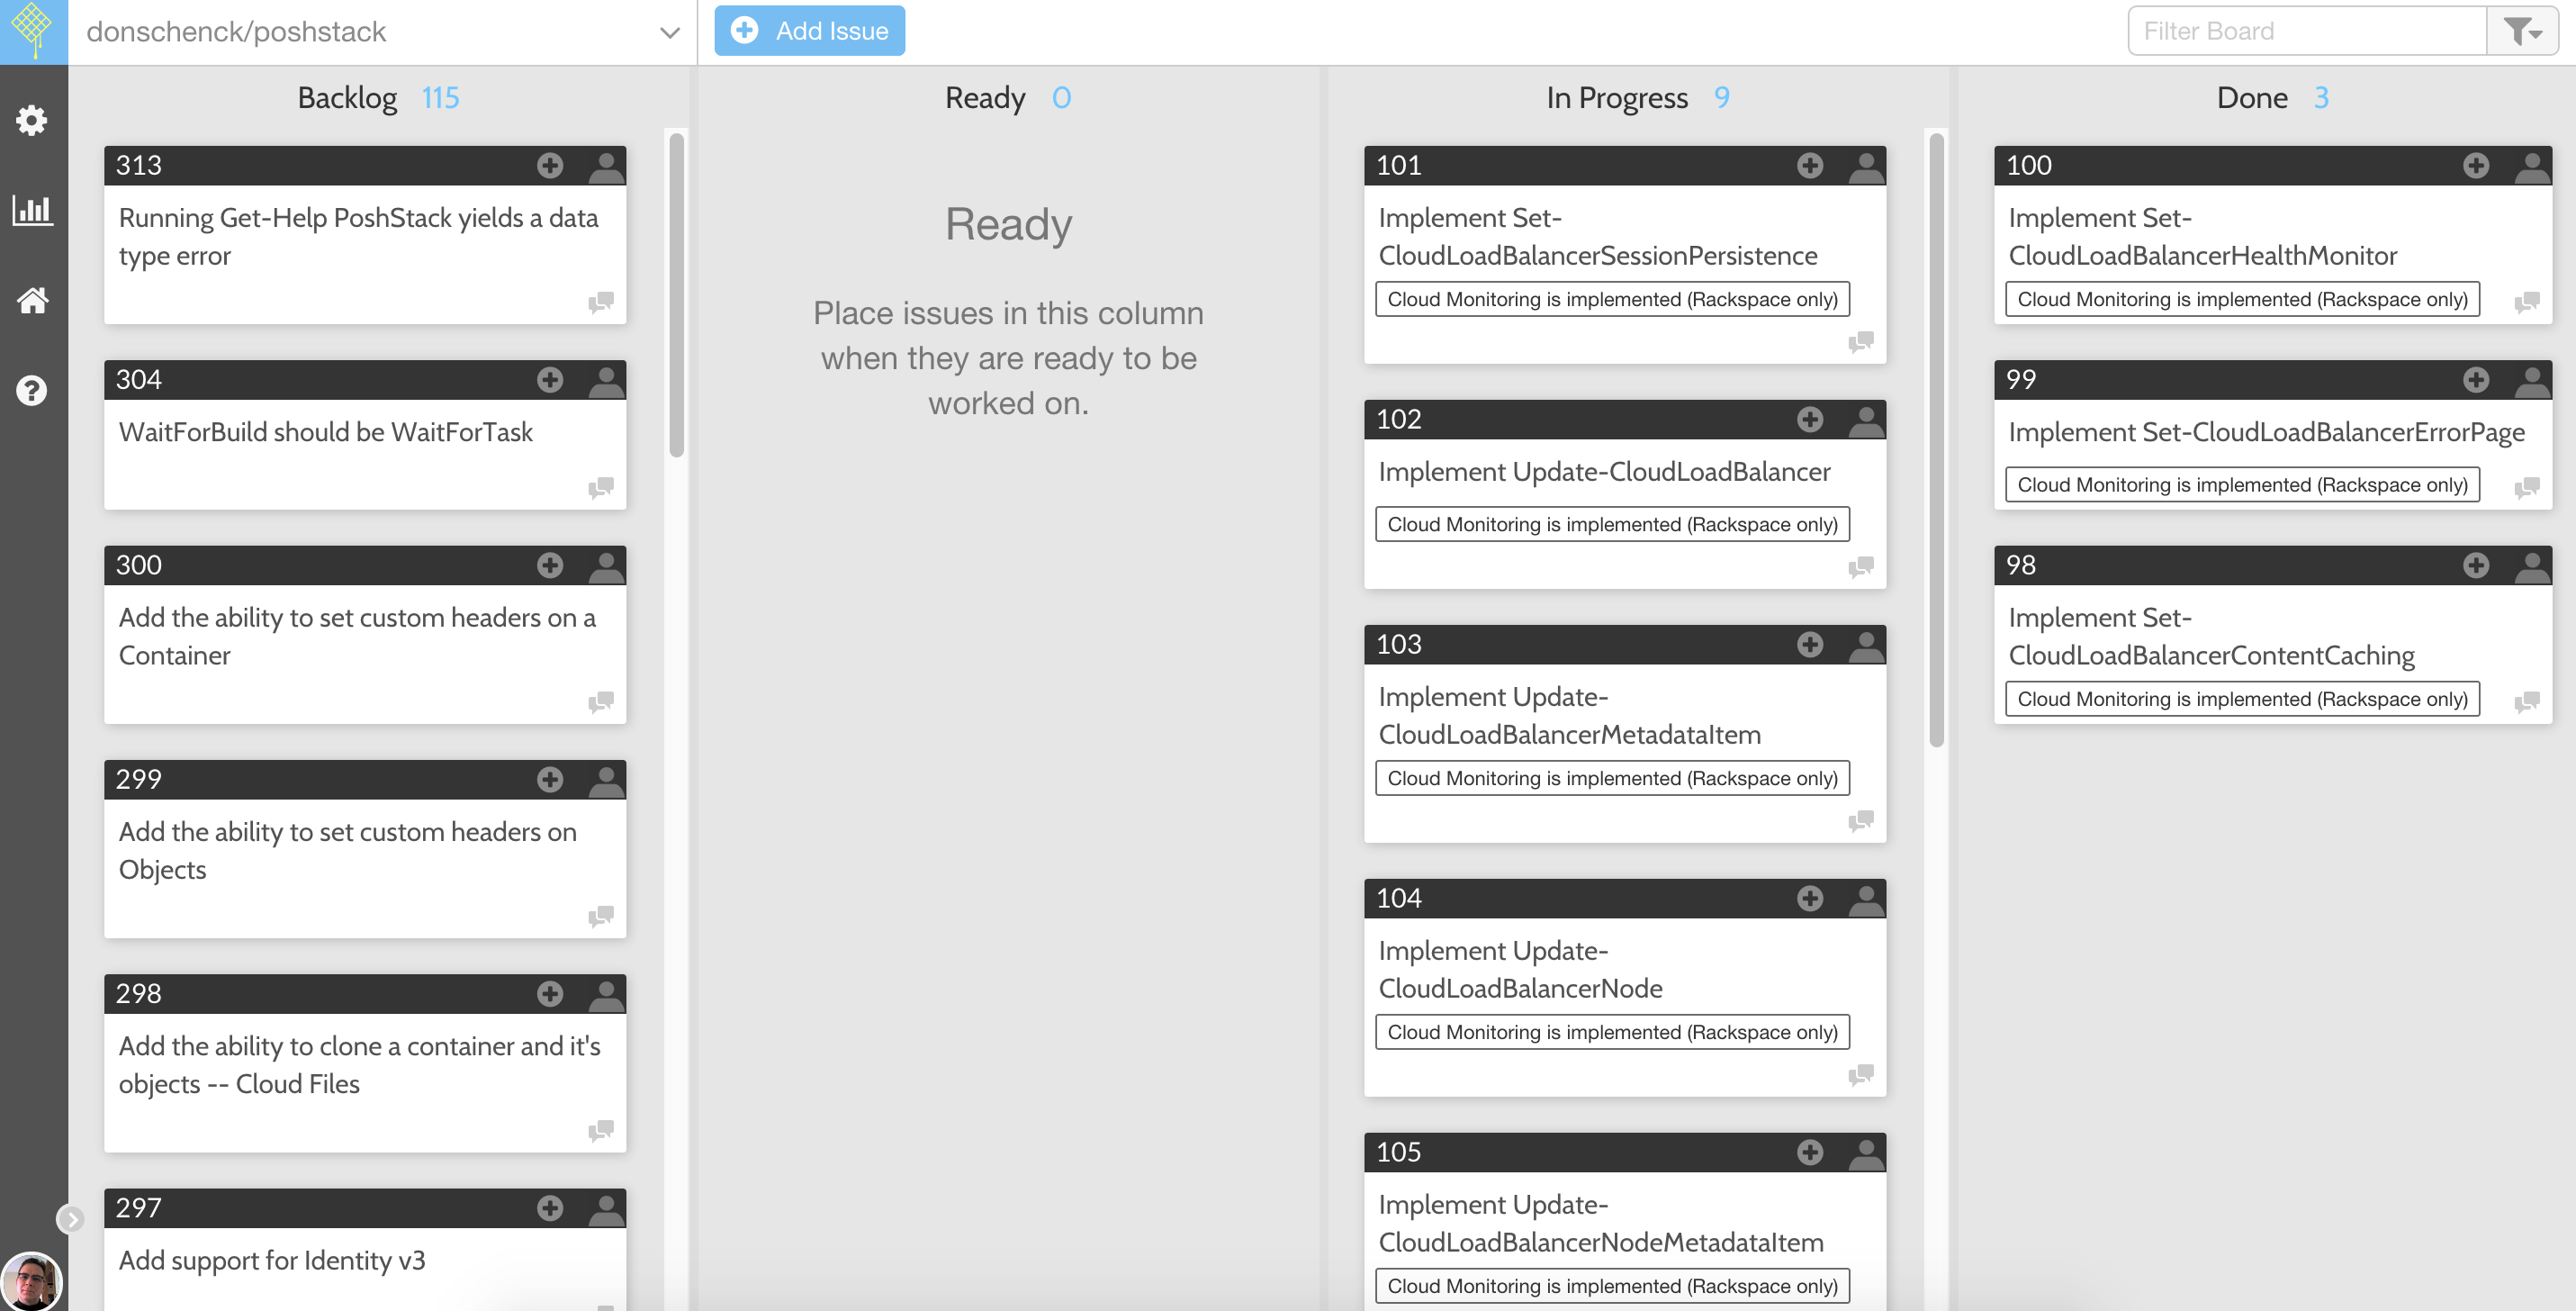 donschenck/poshstack
Add Issue
Filter Board
Backlog 115
313
Running Get-Help PoshStack yields a data
type error
304
WaitForBuild should be WaitForTask
300
Add the ability to set custom headers on a
Container
299
Add the ability to set custom headers on
Objects
298
Add the ability to clone a container and it's
objects -- Cloud Files
297
Add support for Identity v3
Ready 0
Ready
Place issues in this column
when they are ready to be
worked on.
In Progress 9
101
Implement Set-
CloudLoadBalancerSessionPersistence
Cloud Monitoring is implemented (Rackspace only)
102
Implement Update-CloudLoadBalancer
Cloud Monitoring is implemented (Rackspace only)
103
Implement Update-
CloudLoadBalancerMetadataItem
Cloud Monitoring is implemented (Rackspace only)
104
Implement Update-
CloudLoadBalancerNode
Cloud Monitoring is implemented (Rackspace only)
105
Implement Update-
CloudLoadBalancerNodeMetadataItem
Cloud Monitoring is implemented (Rackspace only)
Done 3
100
Implement Set-
CloudLoadBalancerHealthMonitor
Cloud Monitoring is implemented (Rackspace only)
99
Implement Set-CloudLoadBalancerErrorPage
Cloud Monitoring is implemented (Rackspace only)
98
Implement Set-
CloudLoadBalancerContentCaching
Cloud Monitoring is implemented (Rackspace only)